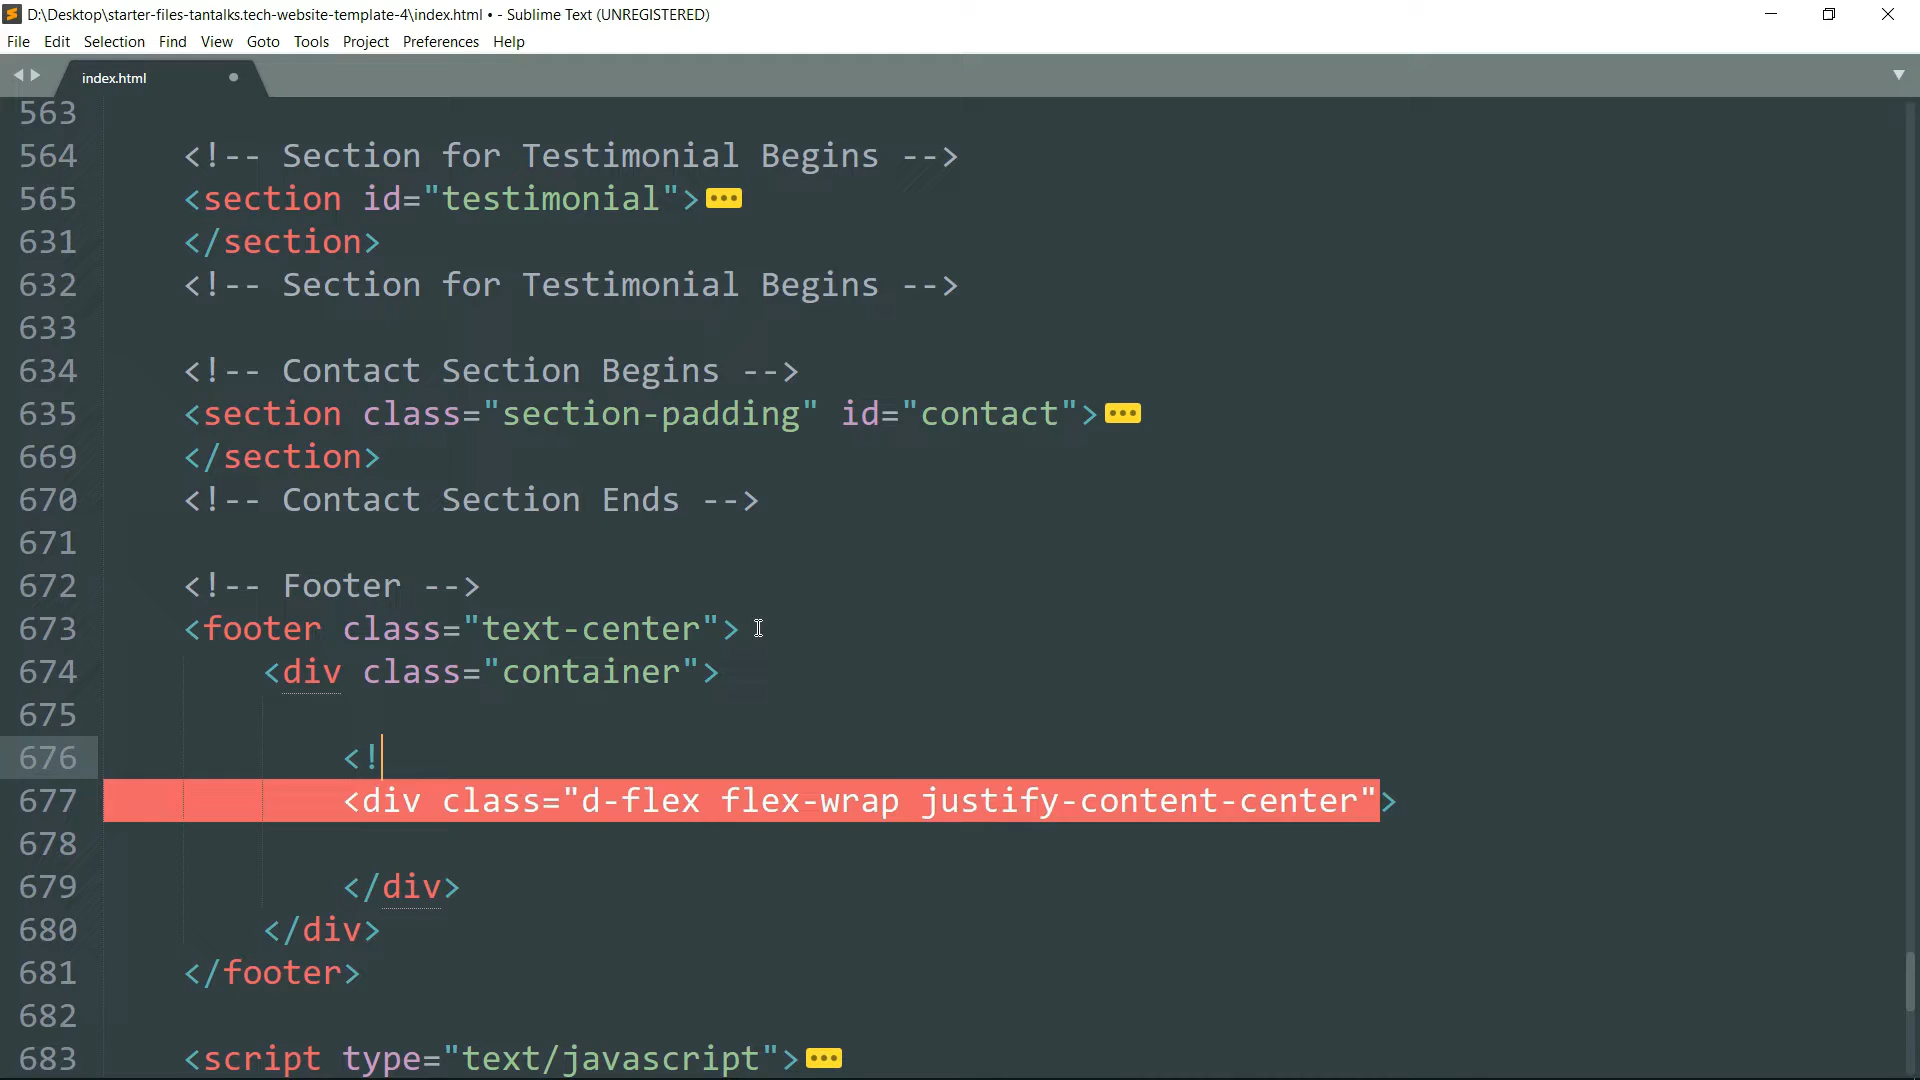 D:\Desktop\starter-files-tantalks.tech-website-template-4\index.html • - Sublime Text (UNREGISTERED)
File Edit Selection Find View Goto Tools Project Preferences Help
index.html
563
564 <!-- Section for Testimonial Begins -->
565 <section id="testimonial">
631 </section>
632 <!-- Section for Testimonial Begins -->
633
634 <!-- Contact Section Begins -->
635 <section class="section-padding" id="contact">
669 </section>
670 <!-- Contact Section Ends -->
671
672 <!-- Footer -->
673 <footer class="text-center">
674 <div class="container">
675
676 <!
677 <div class="d-flex flex-wrap justify-content-center">
678
679 </div>
680 </div>
681 </footer>
682
683 <script type="text/javascript">